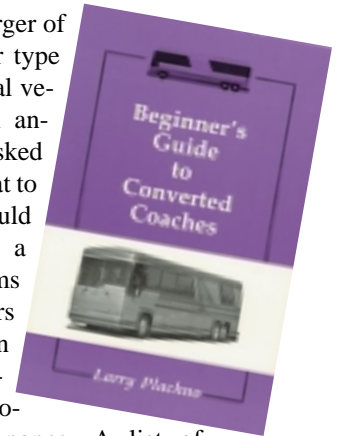 rger of
r type
al ve-
an-
sked
at to
uld
a
ns
rs
n
-
o-
nance. A list of
Beginner's
Guide
to
Converted
Coaches
Larry Plachno